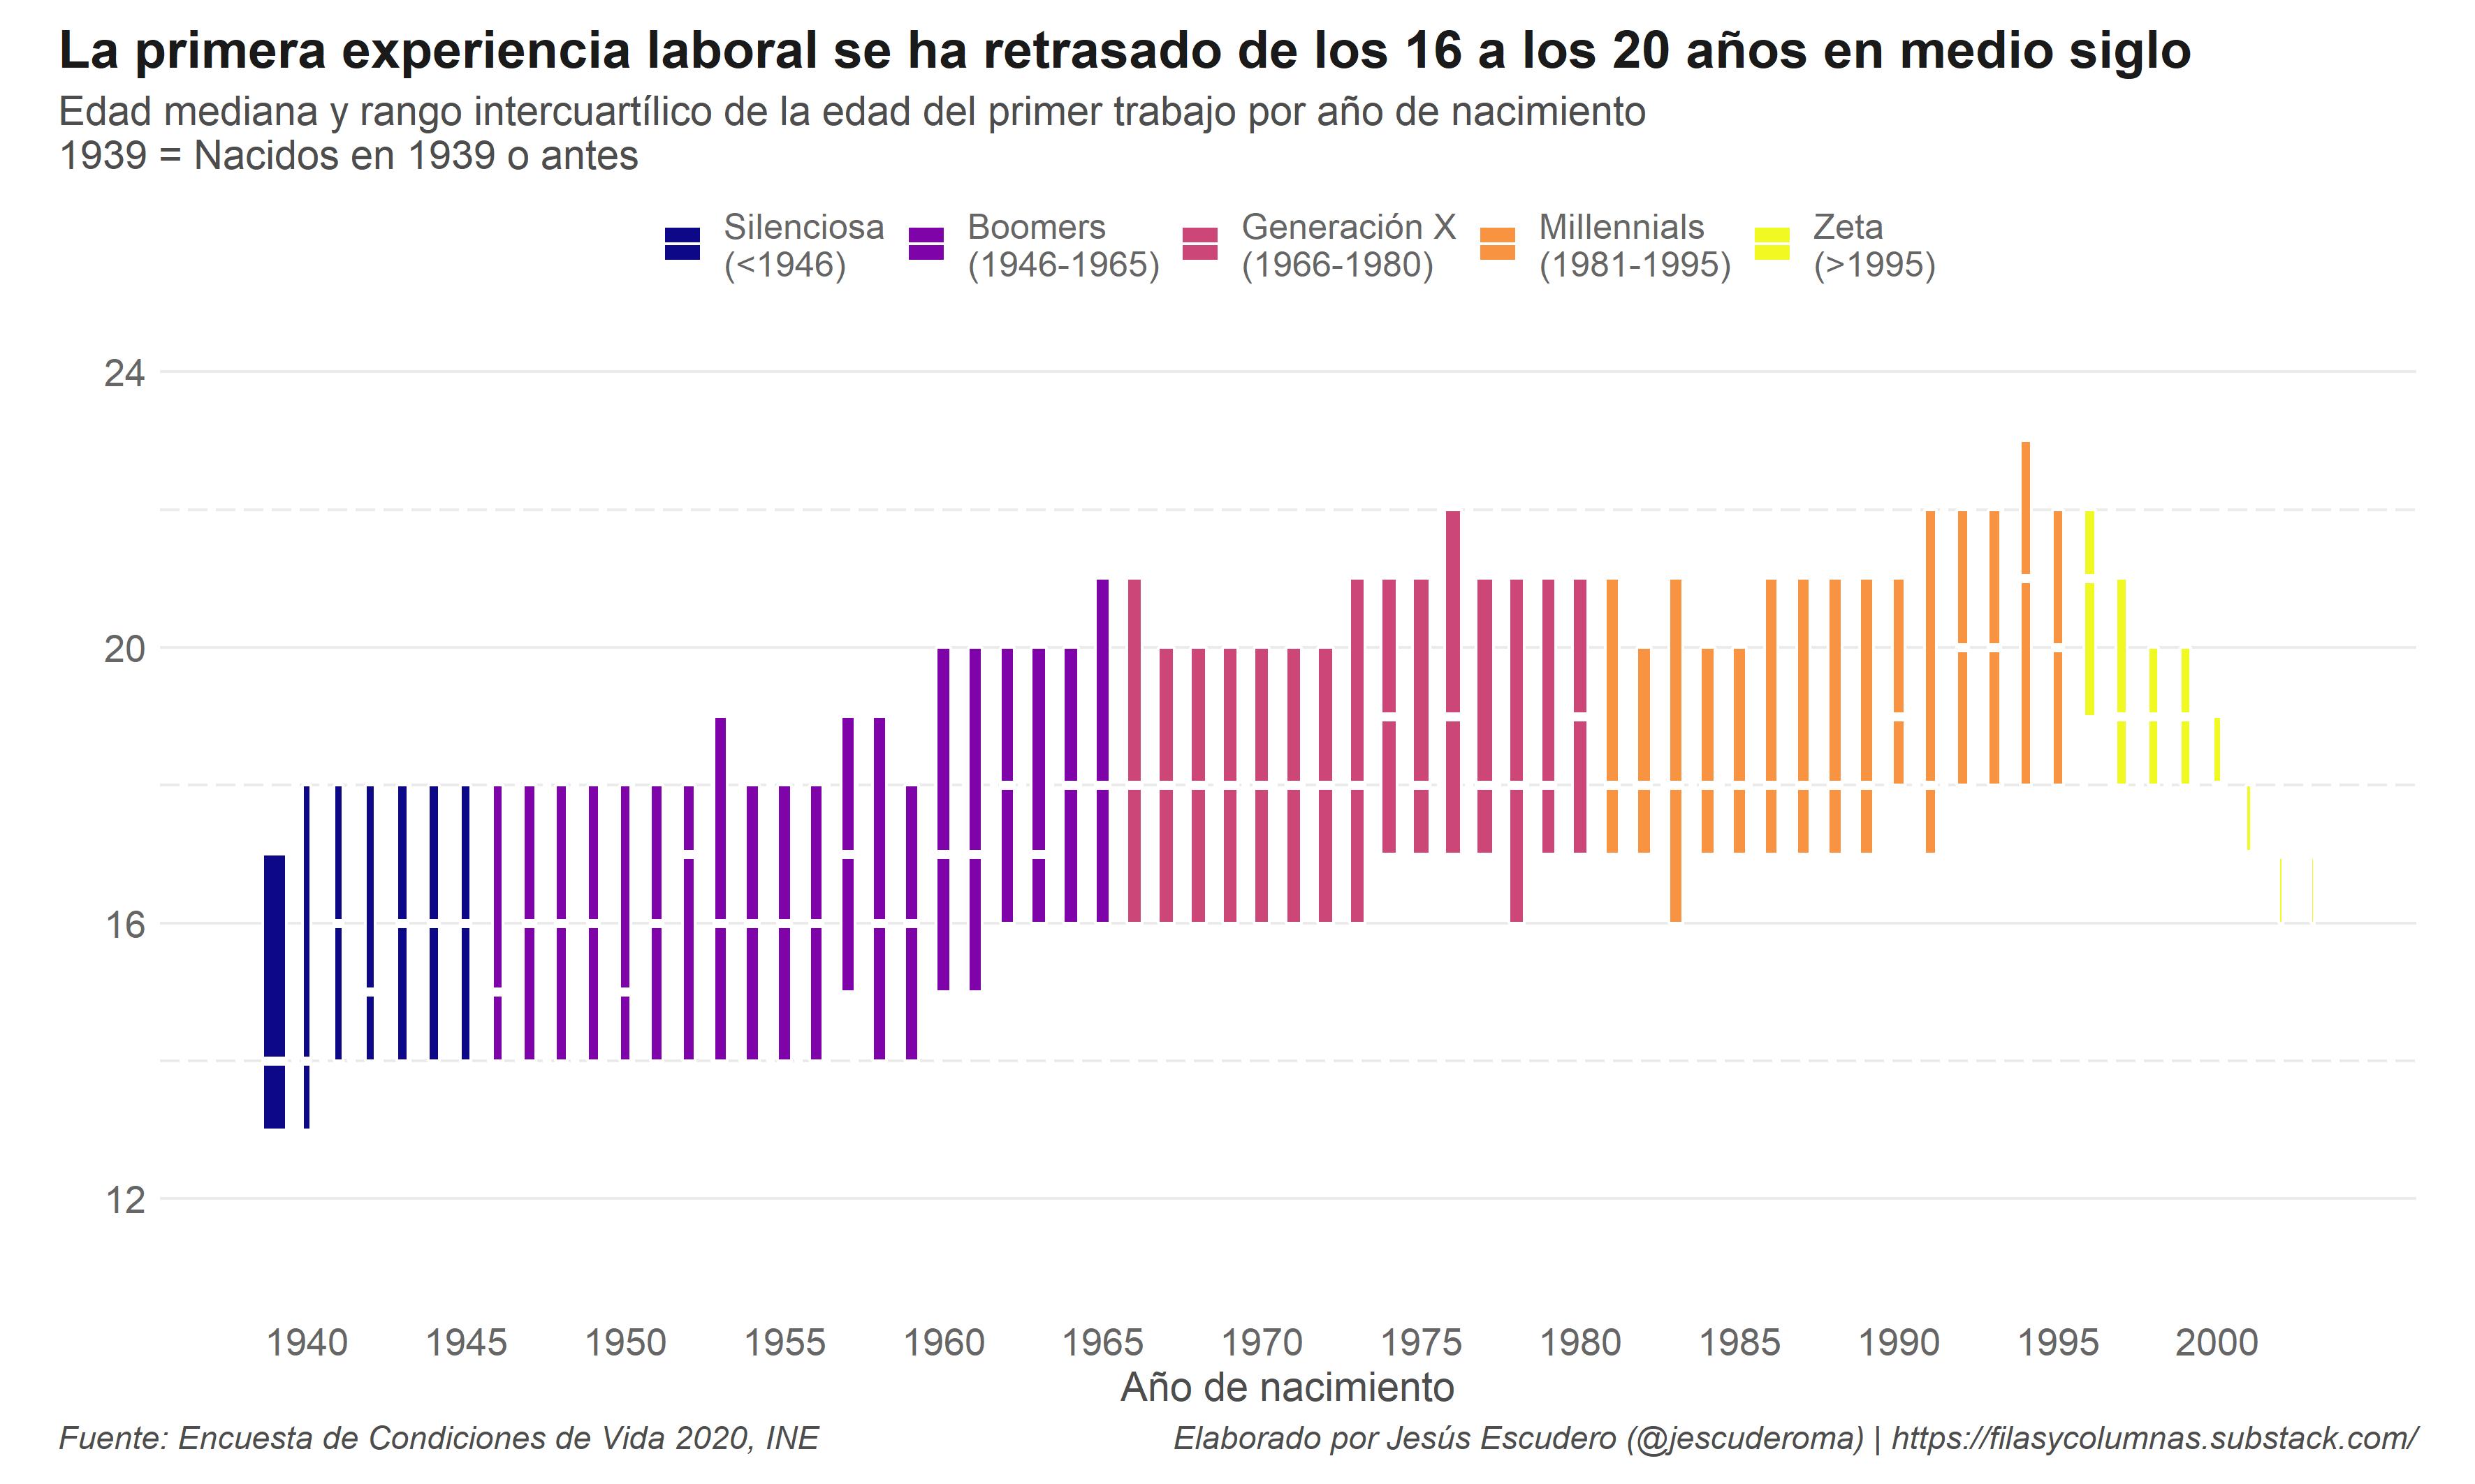 La primera experiencia laboral se ha retrasado de los 16 a los 20 años en medio siglo
Edad mediana y rango intercuartílico de la edad del primer trabajo por año de nacimiento
1939 = Nacidos en 1939 o antes
Silenciosa
(<1946)
Boomers
(1946-1965)
Generación X
(1966-1980)
Millennials
(1981-1995)
Zeta
(>1995)
24
20
16
12
1940 1945 1950 1955 1960 1965 1970 1975 1980 1985 1990 1995 2000
Año de nacimiento
Fuente: Encuesta de Condiciones de Vida 2020, INE
Elaborado por Jesús Escudero (@jescuderoma) | https://filasycolumnas.substack.com/